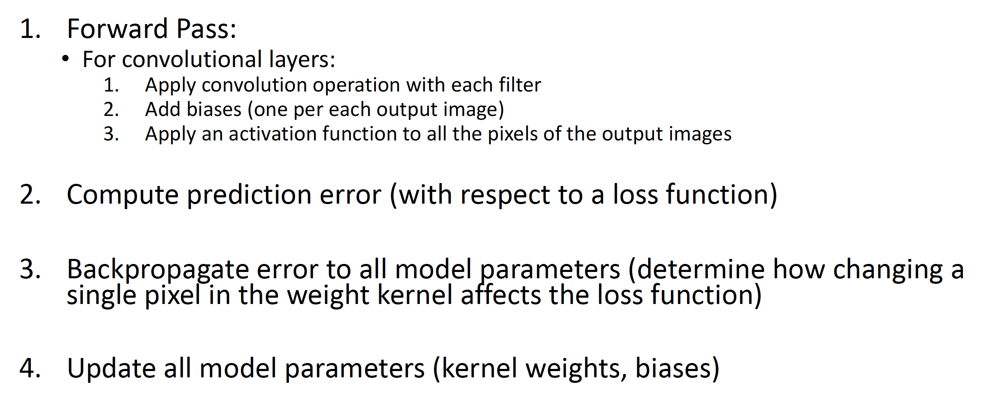 1. Forward Pass:
• For convolutional layers:
1. Apply convolution operation with each filter
2. Add biases (one per each output image)
3. Apply an activation function to all the pixels of the output images
2. Compute prediction error (with respect to a loss function)
3. Backpropagate error to all model parameters (determine how changing a
single pixel in the weight kernel affects the loss function)
4. Update all model parameters (kernel weights, biases)